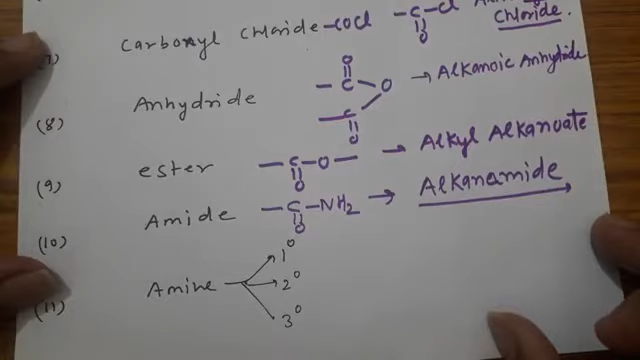 (7) Carbonyl Chloride -COCl -C-Cl
O
Chloride.
(8) Anhydride O
-C
O → Alkanoic Anhydride
-C
O
(9) ester -C-O- → Alkyl Alkanoate
O
(10) Amide -C-NH2 → Alkanamide
O
(11) Amine 1°
2°
3°